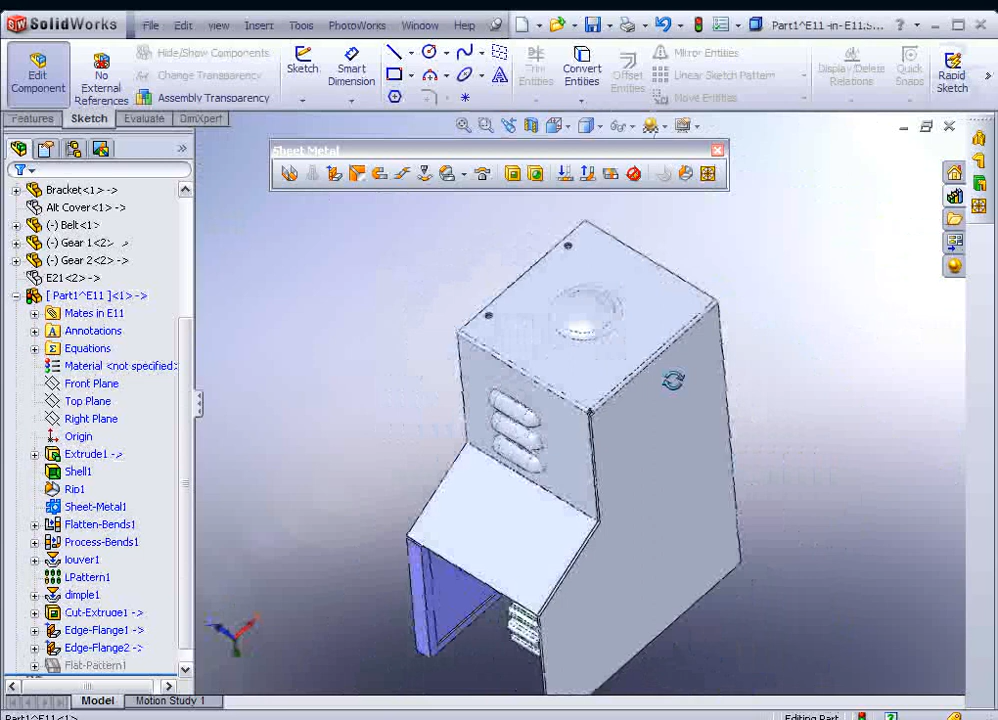 SolidWorks File Edit View Insert Tools PhotoWorks Window Help Part1^E11 -in-E11.S...
Edit Component
No External References
Hide/Show Components
Change Transparency
Assembly Transparency
Sketch
Smart Dimension
Trim Entities
Convert Entities
Offset Entities
Mirror Entities
Linear Sketch Pattern
Move Entities
Display/Delete Relations
Quick Snaps
Rapid Sketch
Features Sketch Evaluate DimXpert
Sheet Metal
Bracket<1> ->
Alt Cover<1> ->
(-) Belt<1>
(-) Gear 1<2> ->
(-) Gear 2<2> ->
E21<2> ->
[ Part1^E11 ]<1> ->
Mates in E11
Annotations
Equations
Material <not specified>
Front Plane
Top Plane
Right Plane
Origin
Extrude1 ->
Shell1
Rip1
Sheet-Metal1
Flatten-Bends1
Process-Bends1
louver1
LPattern1
dimple1
Cut-Extrude1 ->
Edge-Flange1 ->
Edge-Flange2 ->
Flat-Pattern1
Model Motion Study 1
Part1^E11<1> Editing Part